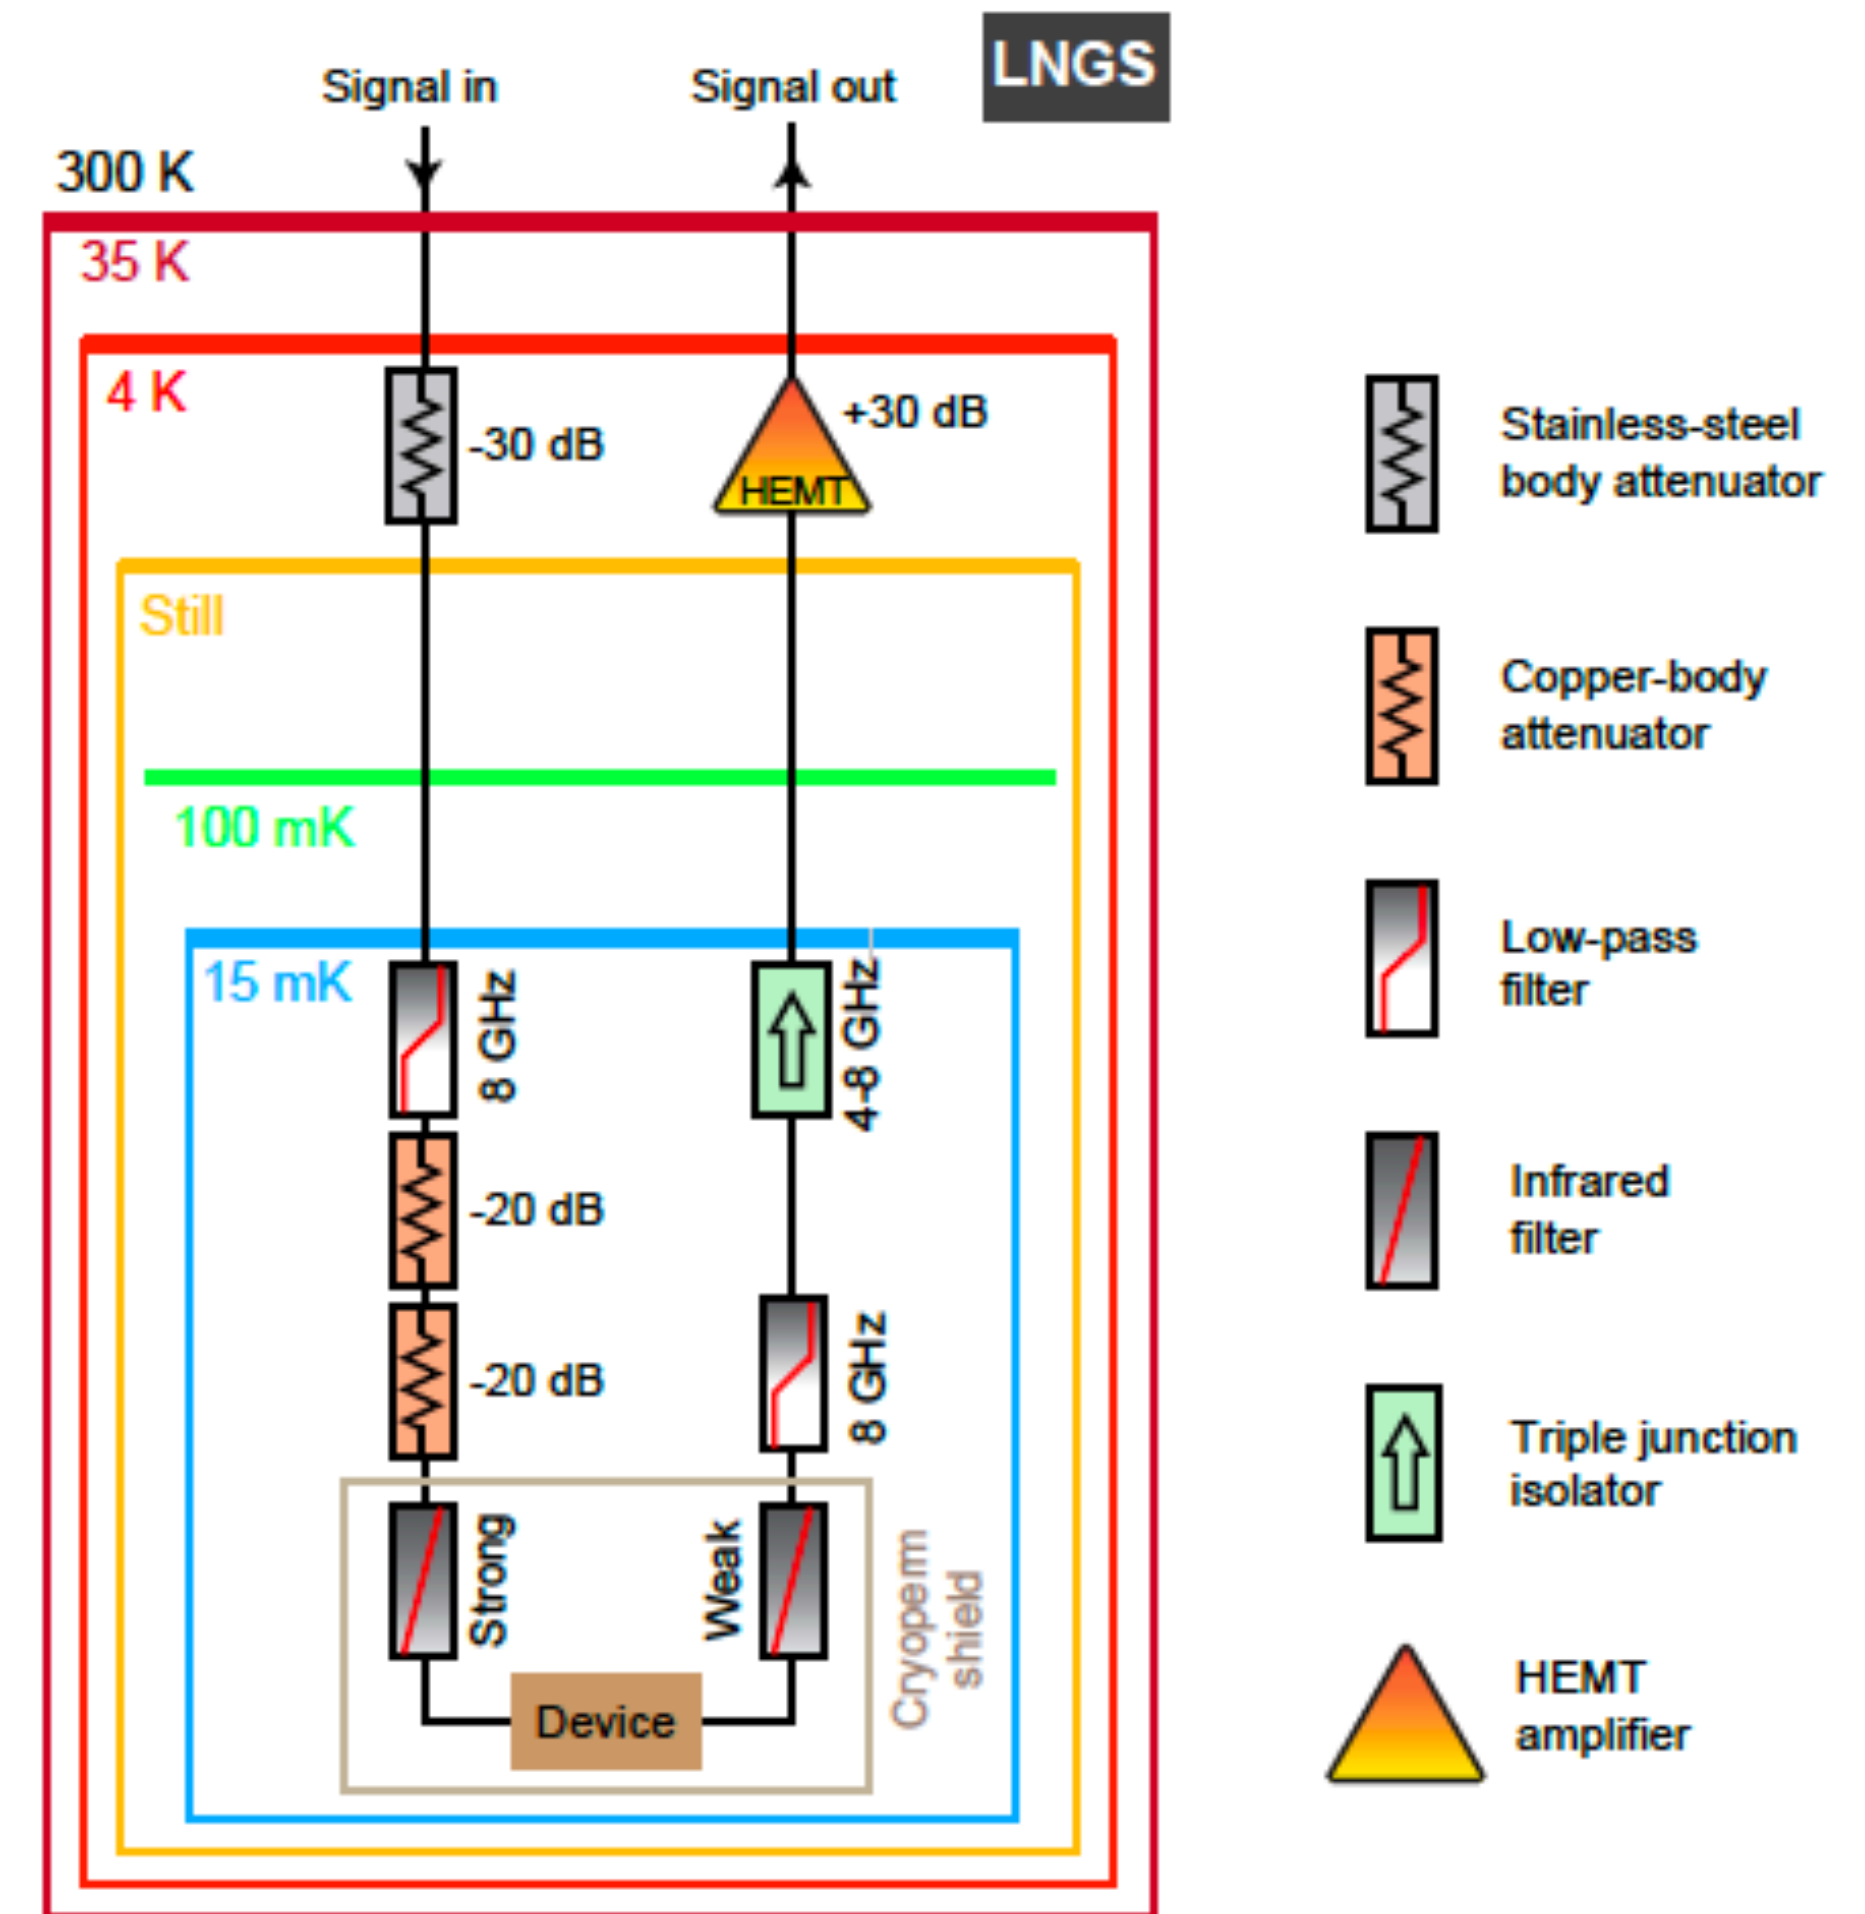 LNGS
Signal in
Signal out
300 K
35 K
4 K
-30 dB
+30 dB
HEMT
Still
100 mK
15 mK
8 GHz
4-8 GHz
-20 dB
-20 dB
8 GHz
Strong
Weak
Cryoperm
shield
Device
Stainless-steel
body attenuator
Copper-body
attenuator
Low-pass
filter
Infrared
filter
Triple junction
isolator
HEMT
amplifier